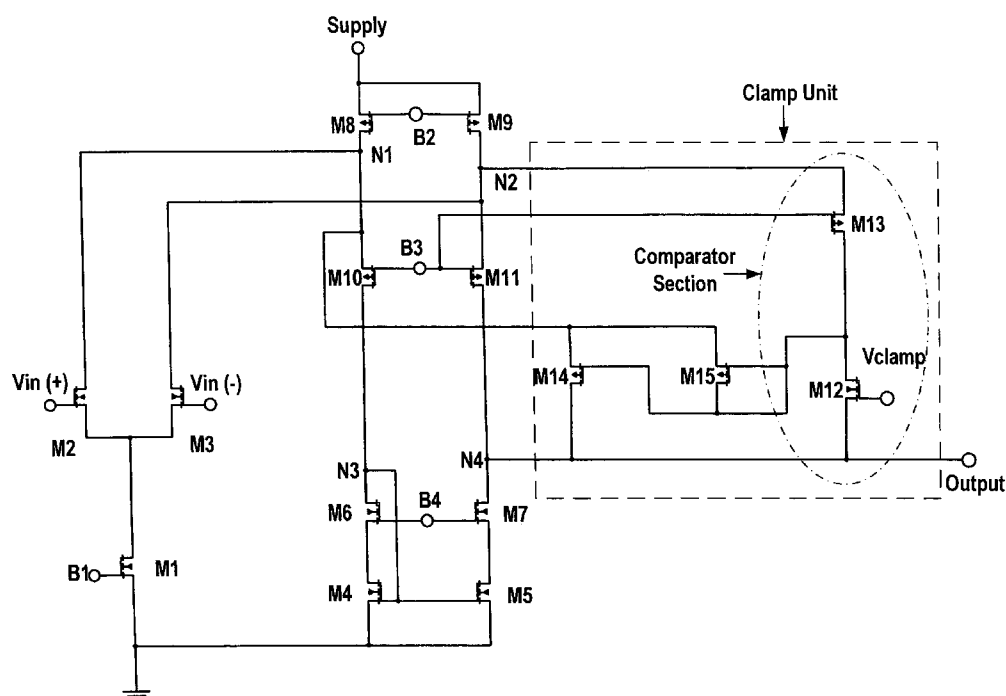 Supply
Clamp Unit
M8
B2
M9
N1
N2
M13
B3
Comparator
Section
M10
M11
Vclamp
Vin (+)
Vin (-)
M14
M15
M12
M2
M3
N3
N4
Output
M6
B4
M7
B1
M1
M4
M5